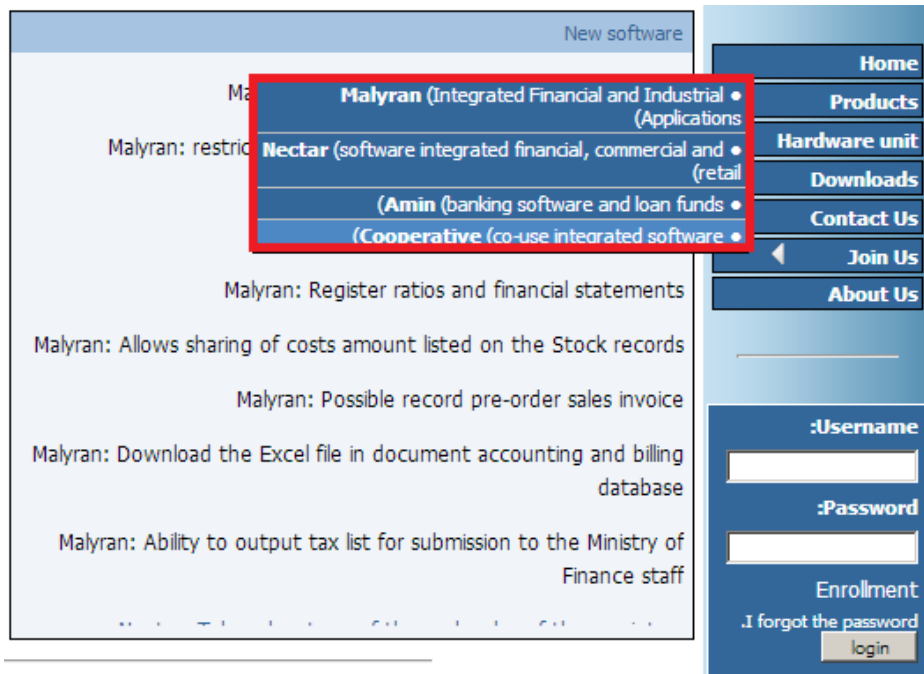 New software
Ma
Malyran: restric
Malyran (Integrated Financial and Industrial ●
(Applications
Nectar (software integrated financial, commercial and ●
(retail
(Amin (banking software and loan funds ●
(Cooperative (co-use integrated software ●
Malyran: Register ratios and financial statements
Malyran: Allows sharing of costs amount listed on the Stock records
Malyran: Possible record pre-order sales invoice
Malyran: Download the Excel file in document accounting and billing
database
Malyran: Ability to output tax list for submission to the Ministry of
Finance staff
Home
Products
Hardware unit
Downloads
Contact Us
Join Us
About Us
:Username
:Password
Enrollment
.I forgot the password
login